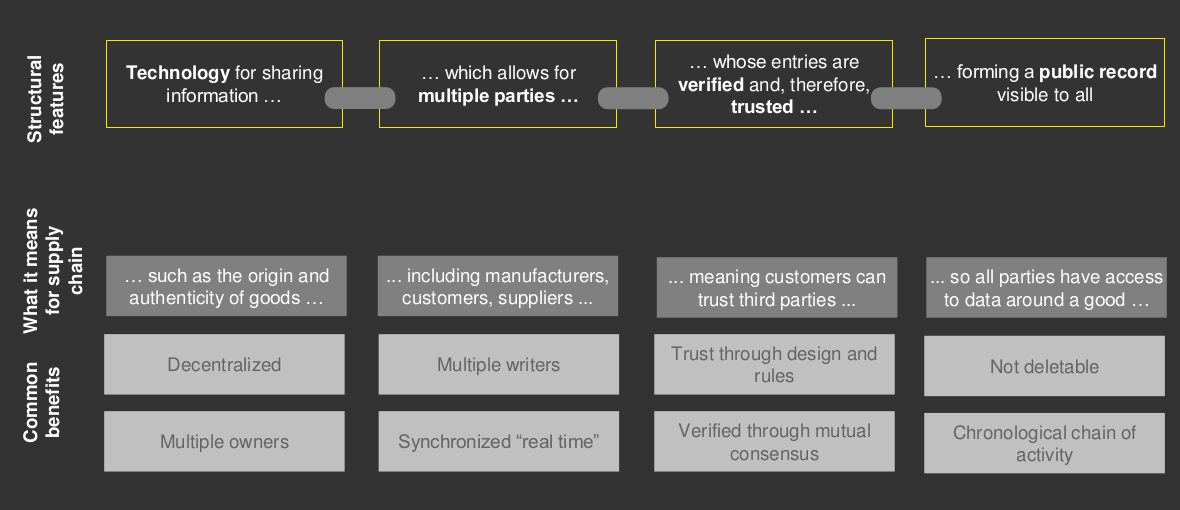 Structural
features
Technology for sharing
information …
… which allows for
multiple parties …
… whose entries are
verified and, therefore,
trusted …
… forming a public record
visible to all
What it means
for supply
chain
… such as the origin and
authenticity of goods …
... including manufacturers,
customers, suppliers ...
... meaning customers can
trust third parties ...
... so all parties have access
to data around a good …
Common
benefits
Decentralized
Multiple writers
Trust through design and
rules
Not deletable
Multiple owners
Synchronized “real time”
Verified through mutual
consensus
Chronological chain of
activity